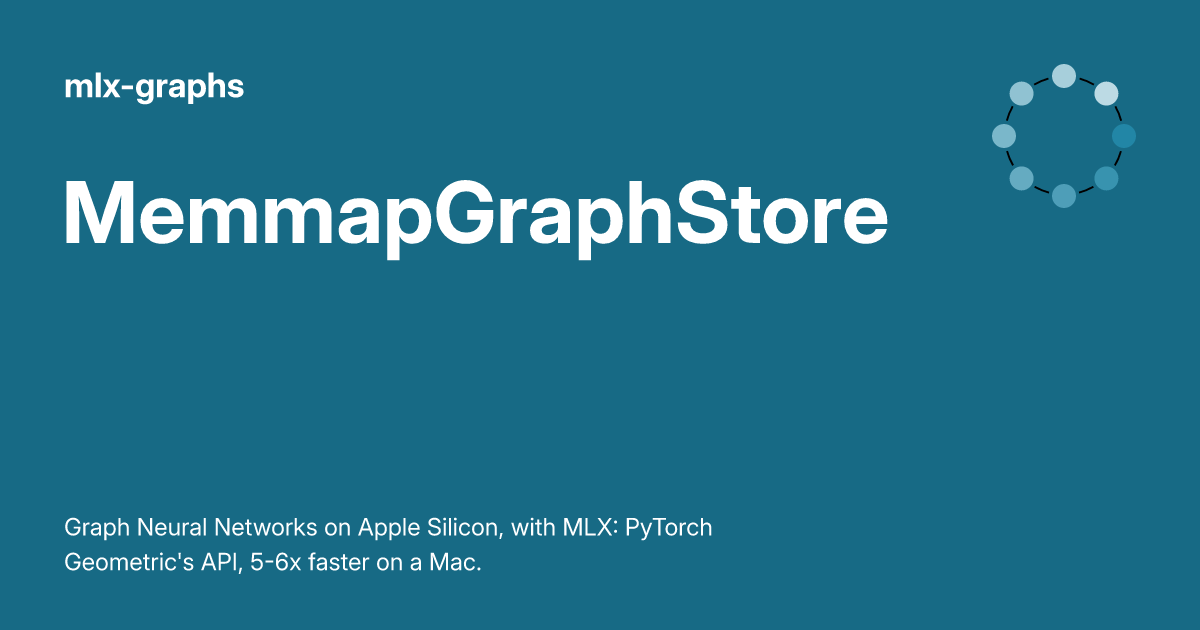 mlx-graphs
MemmapGraphStore
Graph Neural Networks on Apple Silicon, with MLX: PyTorch
Geometric's API, 5-6x faster on a Mac.